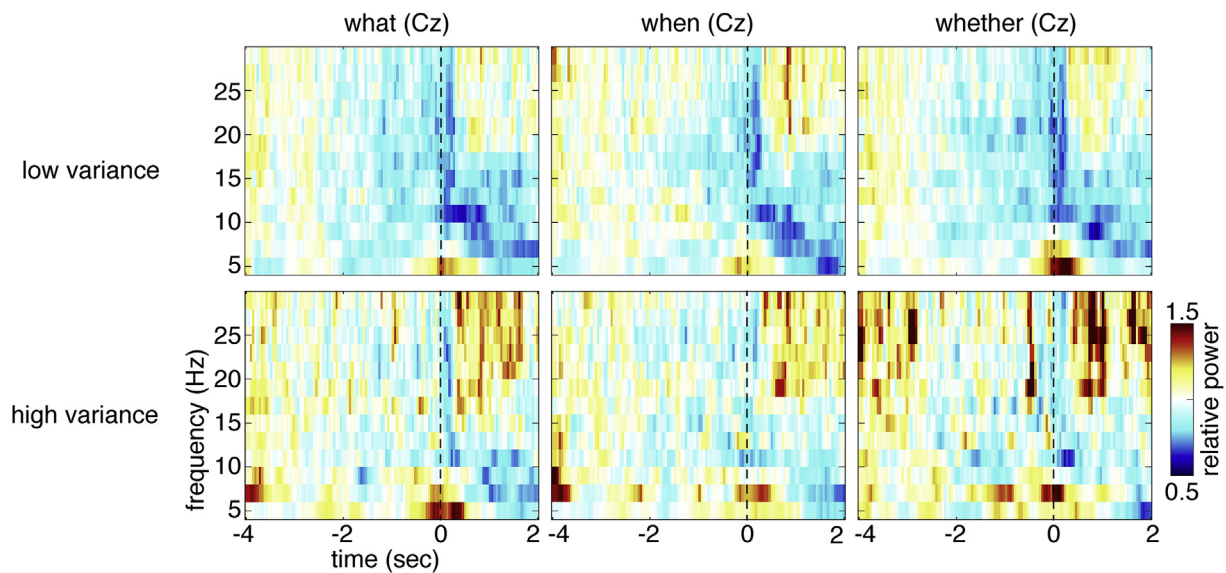 what (Cz) when (Cz) whether (Cz)
low variance
25
20
15
10
5
high variance
frequency (Hz)
25
20
15
10
5
-4 -2 0 2 -4 -2 0 2 -4 -2 0 2
time (sec)
1.5
relative power
0.5